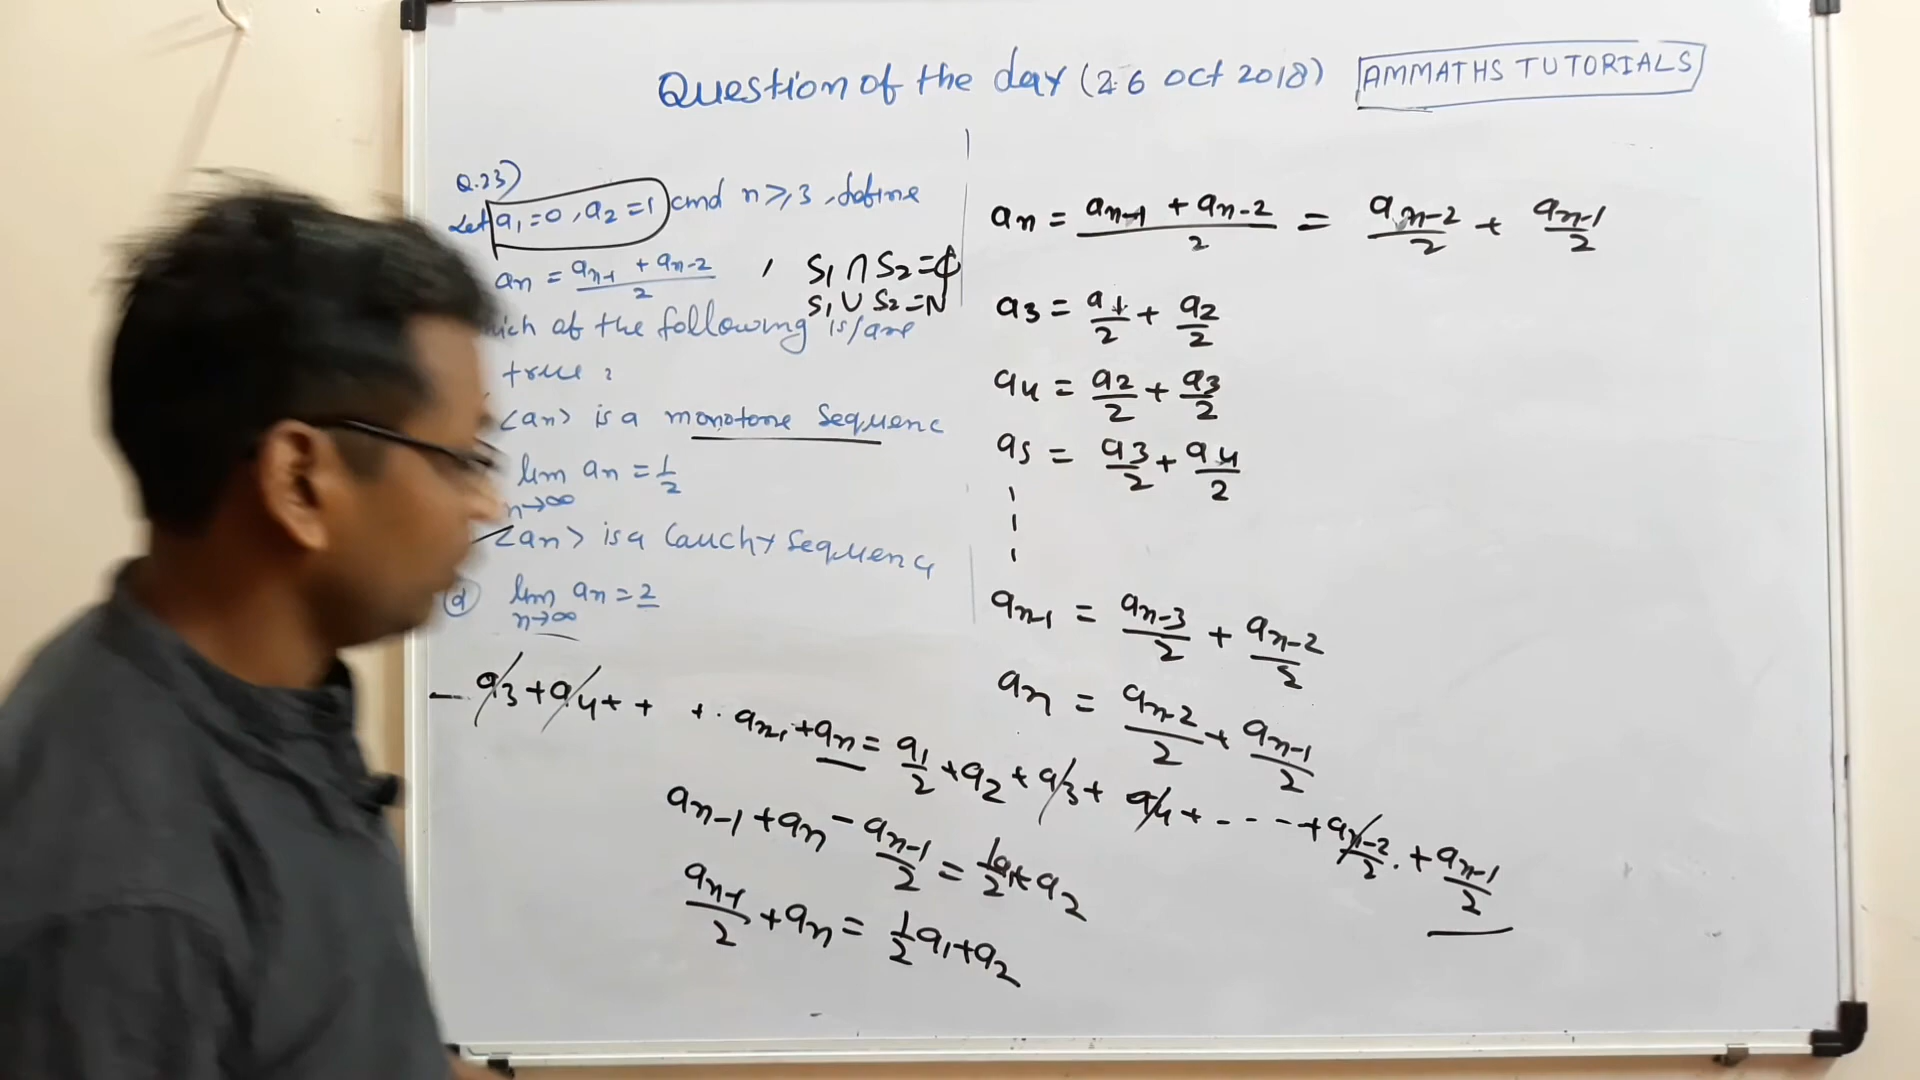 Question of the day (26 Oct 2018) AMMATHS TUTORIALS
Q.23)
Let a₁=0, a₂=1 and n≥3, define
aₙ = (aₙ₋₁ + aₙ₋₂)/2 , S₁ ∩ S₂=ϕ
S₁ ∪ S₂=N
of the following is/are
true ?
<aₙ> is a monotone Sequenc
lim n→∞ aₙ = 1/2
<aₙ> is a Cauchy Sequenc
d lim n→∞ aₙ = 2
aₙ = (aₙ₋₁ + aₙ₋₂)/2 = aₙ₋₂/2 + aₙ₋₁/2
a₃ = a₁/2 + a₂/2
a₄ = a₂/2 + a₃/2
a₅ = a₃/2 + a₄/2
aₙ₋₁ = aₙ₋₃/2 + aₙ₋₂/2
aₙ = aₙ₋₂/2 + aₙ₋₁/2
a₃ + a₄ + + + . aₙ₋₁ + aₙ = a₁/2 + a₂ + a₃ + a₄ + - - - + aₙ₋₂/2 . + aₙ₋₁/2
aₙ₋₁ + aₙ - aₙ₋₁/2 = 1/2 a₁ + a₂
aₙ₋₁/2 + aₙ = 1/2 a₁ + a₂